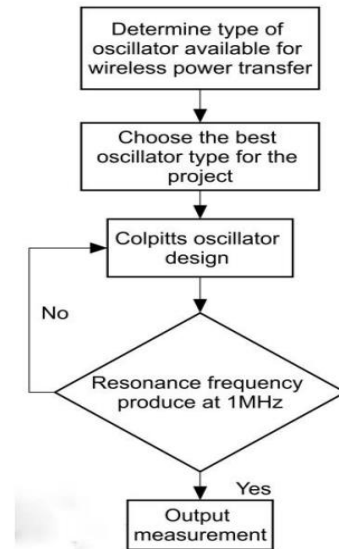 Determine type of
oscillator available for
wireless power transfer
Choose the best
oscillator type for the
project
Colpitts oscillator
design
No
Resonance frequency
produce at 1MHz
Yes
Output
measurement